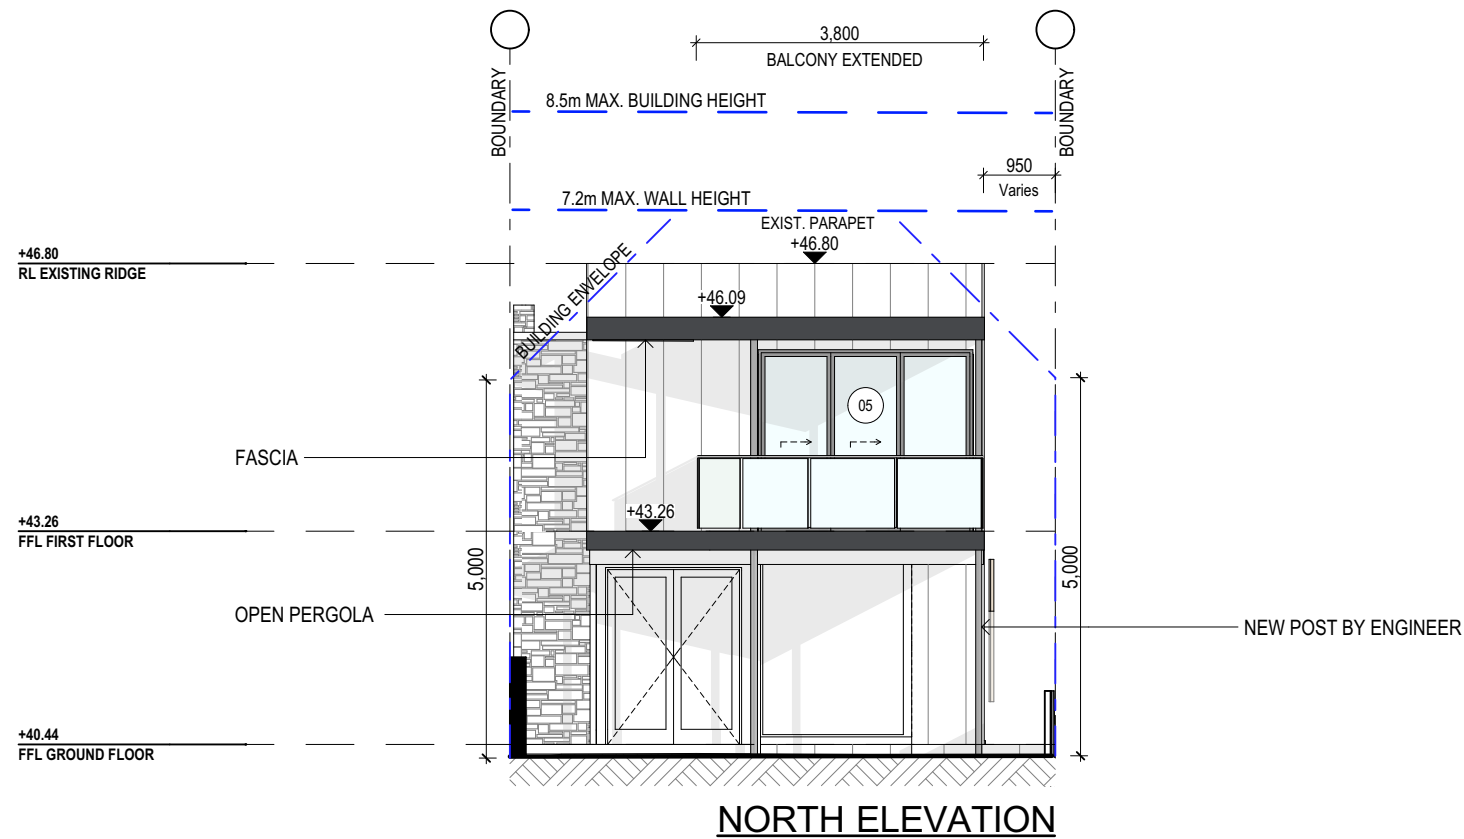 3,800
BALCONY EXTENDED
BOUNDARY
BOUNDARY
8.5m MAX. BUILDING HEIGHT
950
Varies
7.2m MAX. WALL HEIGHT
EXIST. PARAPET
+46.80
+46.80
RL EXISTING RIDGE
BUILDING ENVELOPE
+46.09
05
FASCIA
+43.26
+43.26
FFL FIRST FLOOR
5,000
5,000
OPEN PERGOLA
NEW POST BY ENGINEER
+40.44
FFL GROUND FLOOR
NORTH ELEVATION